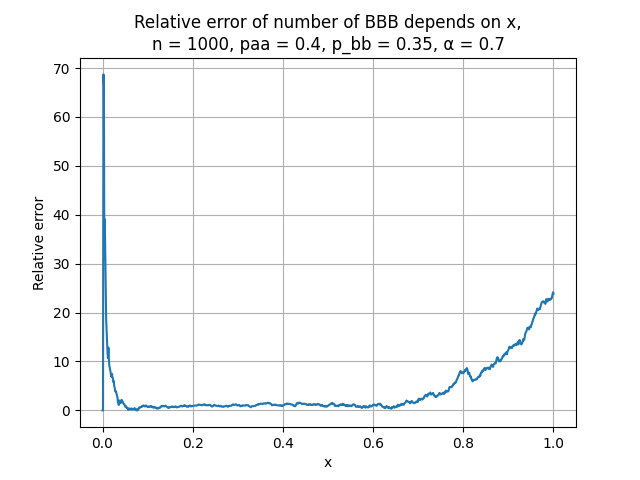 Relative error of number of BBB depends on x,
n = 1000, paa = 0.4, p_bb = 0.35, α = 0.7
70
60
50
40
30
20
10
0
Relative error
0.0 0.2 0.4 0.6 0.8 1.0
x